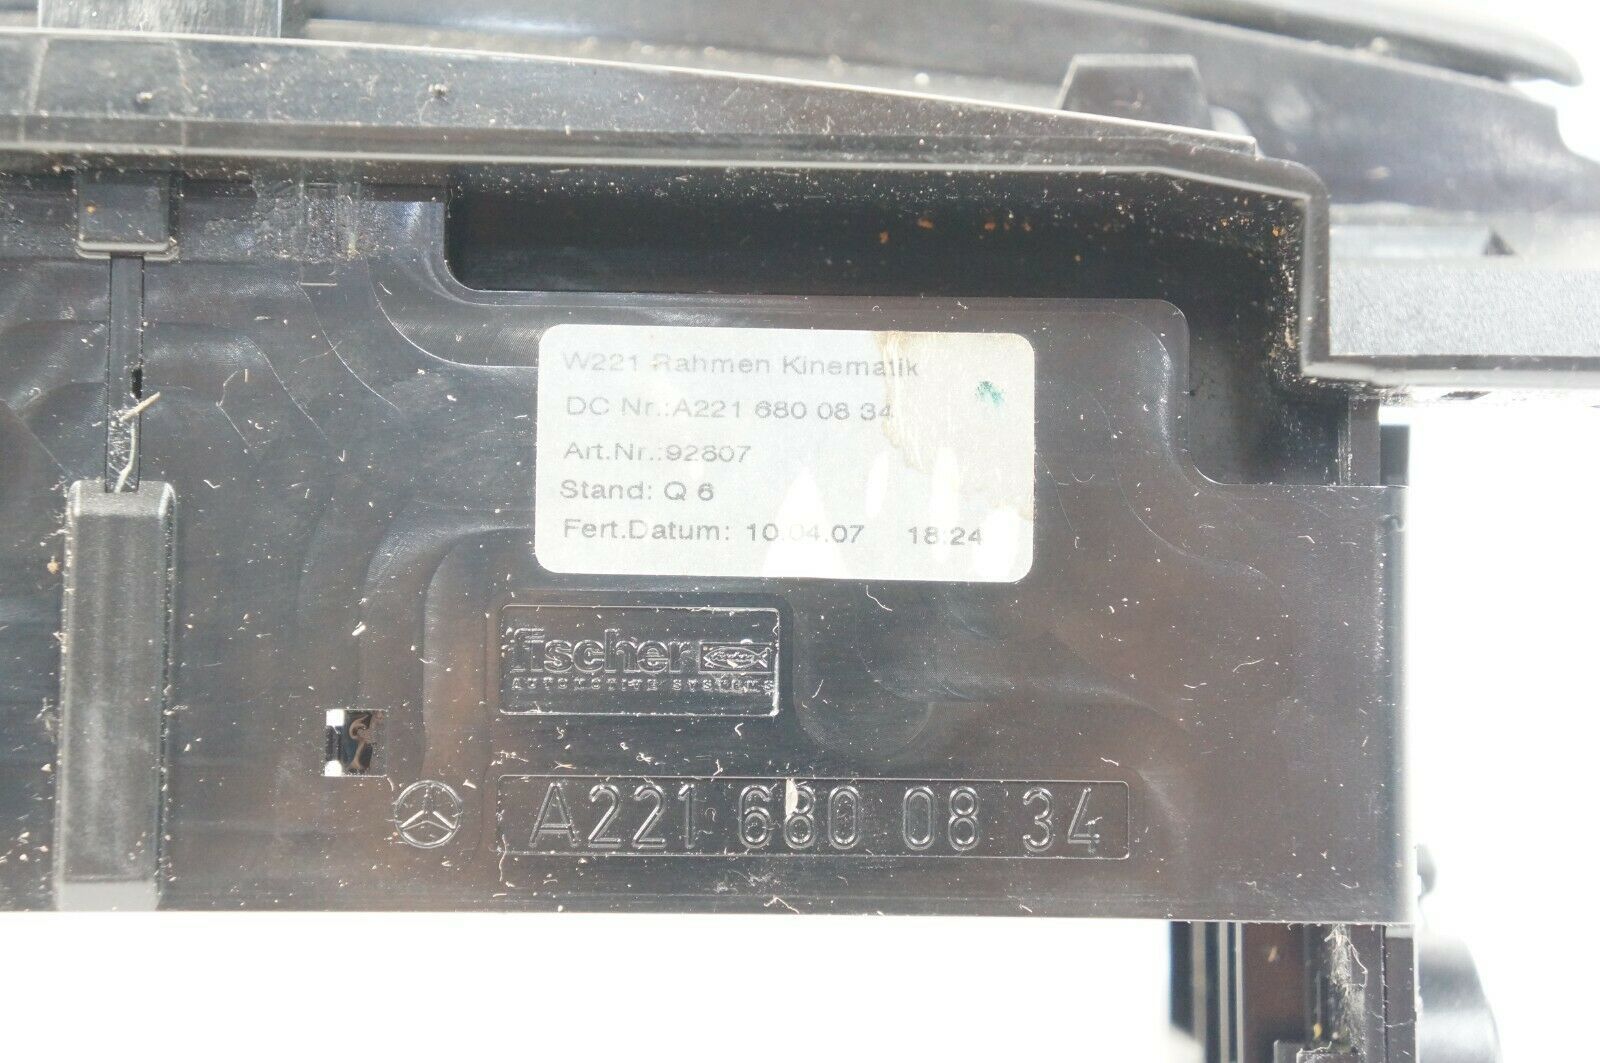 W221 Rahmen Kinematik
DC Nr.:A221 680 08 34
Art.Nr.:92807
Stand: Q 6
Fert.Datum: 10.04.07 18:24
fischer
AUTOMOTIVE SYSTEMS
A221 680 08 34